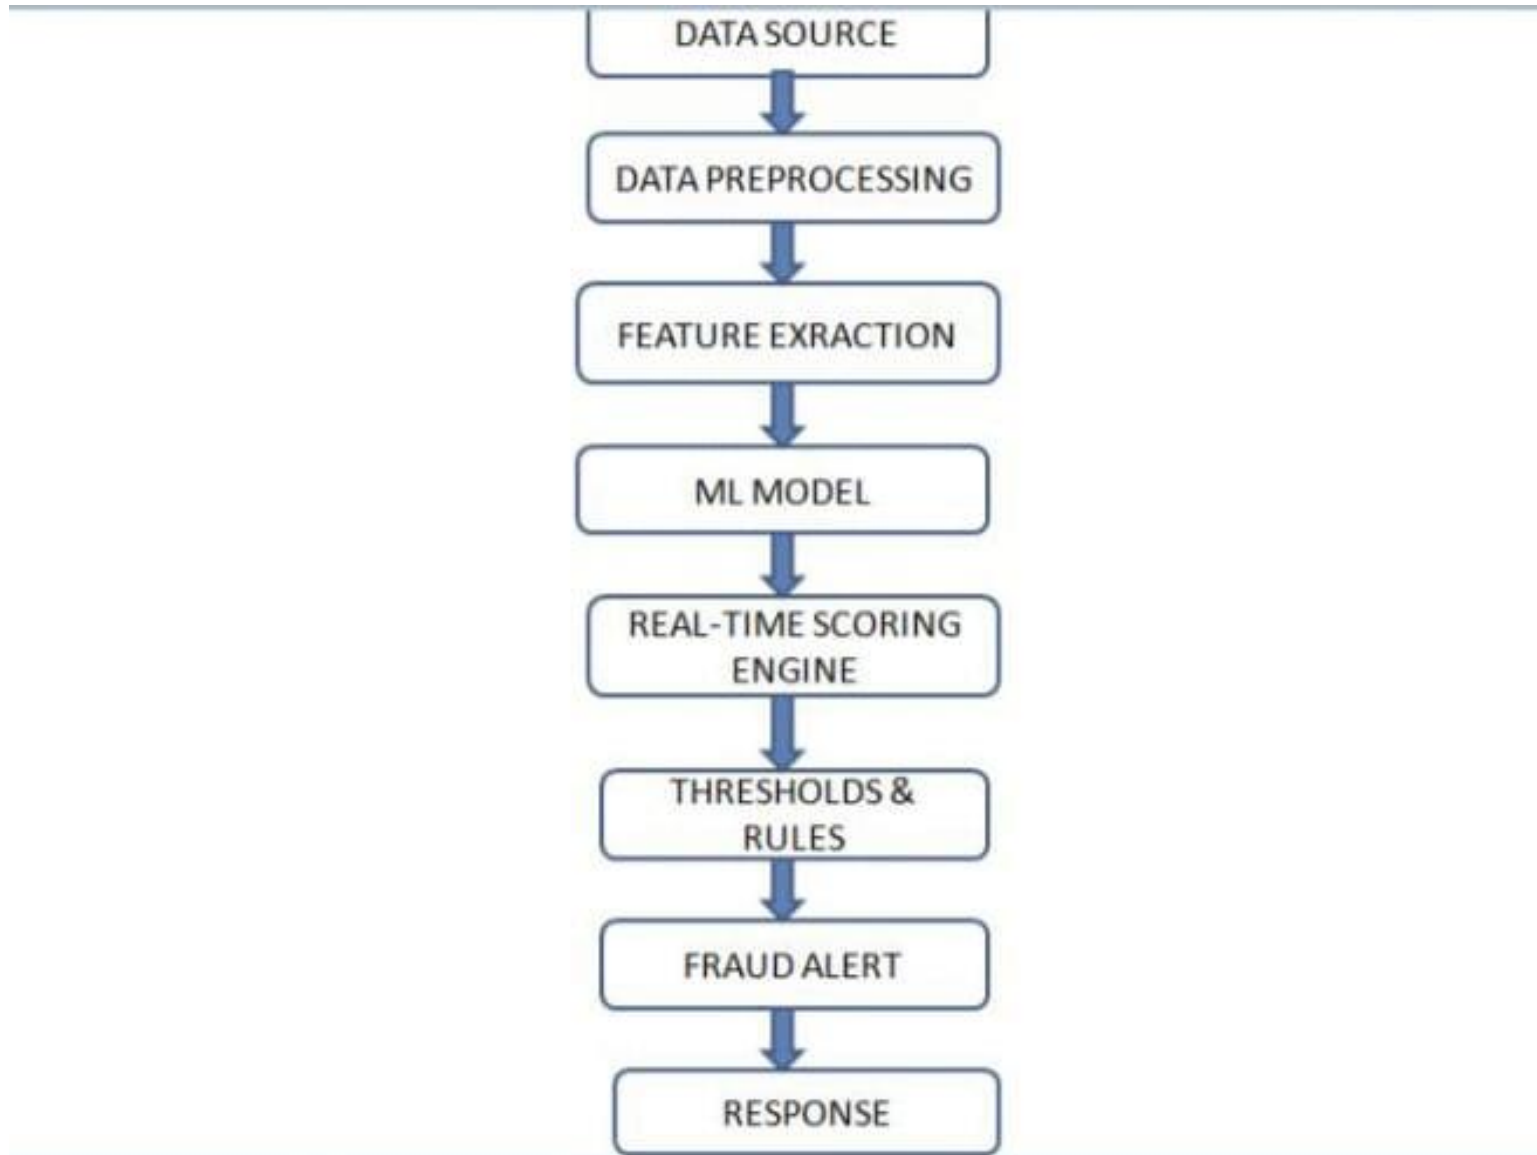 DATA SOURCE
DATA PREPROCESSING
FEATURE EXRACTION
ML MODEL
REAL-TIME SCORING
ENGINE
THRESHOLDS &
RULES
FRAUD ALERT
RESPONSE